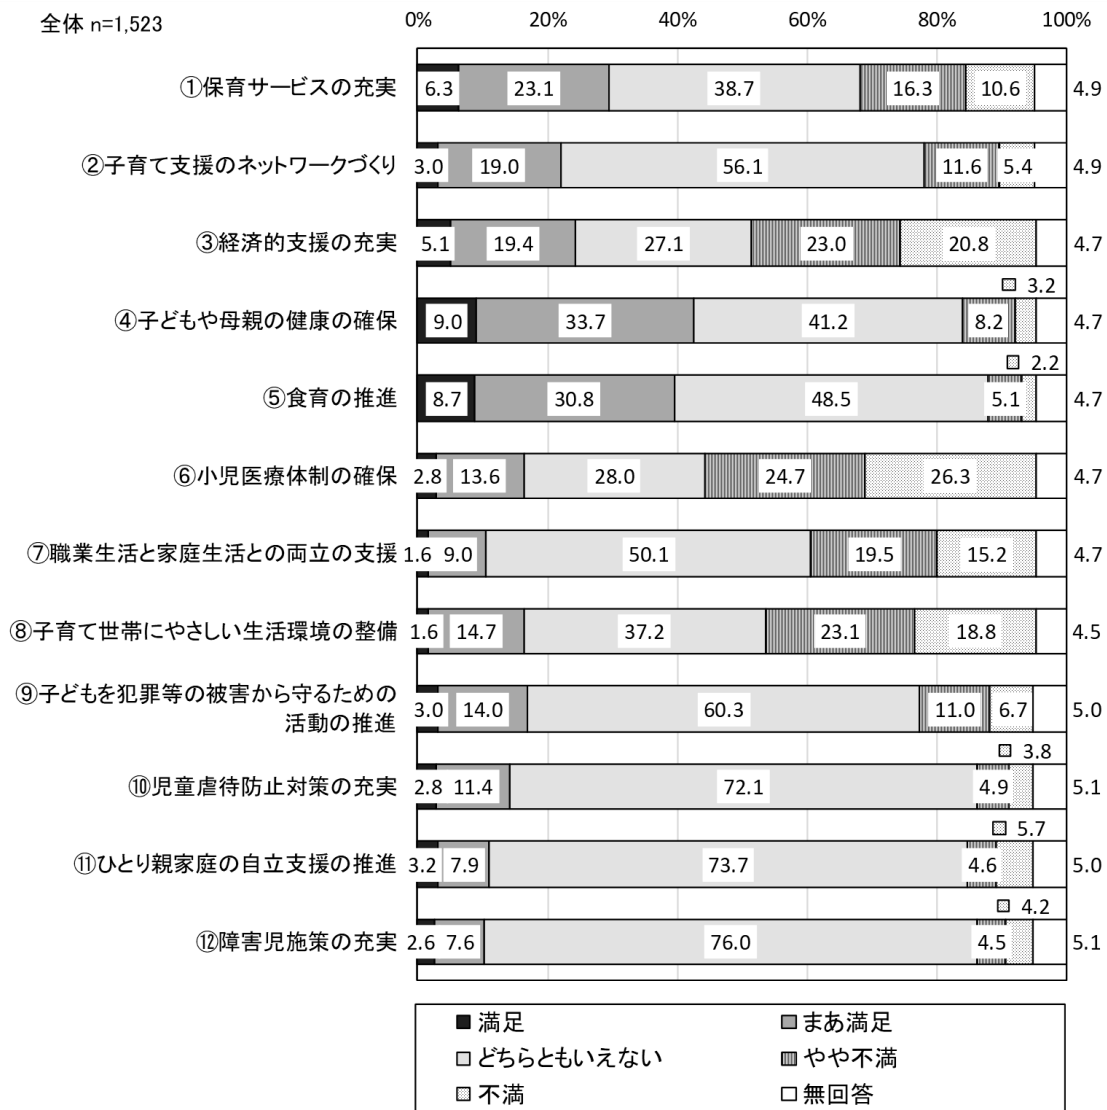 全体 n=1,523
0% 20% 40% 60% 80% 100%
①保育サービスの充実 6.3 23.1 38.7 16.3 10.6 4.9
②子育て支援のネットワークづくり 3.0 19.0 56.1 11.6 5.4 4.9
③経済的支援の充実 5.1 19.4 27.1 23.0 20.8 4.7
3.2
④子どもや母親の健康の確保 9.0 33.7 41.2 8.2 4.7
2.2
⑤食育の推進 8.7 30.8 48.5 5.1 4.7
⑥小児医療体制の確保 2.8 13.6 28.0 24.7 26.3 4.7
⑦職業生活と家庭生活との両立の支援 1.6 9.0 50.1 19.5 15.2 4.7
⑧子育て世帯にやさしい生活環境の整備 1.6 14.7 37.2 23.1 18.8 4.5
⑨子どもを犯罪等の被害から守るための
活動の推進 3.0 14.0 60.3 11.0 6.7 5.0
3.8
⑩児童虐待防止対策の充実 2.8 11.4 72.1 4.9 5.1
5.7
⑪ひとり親家庭の自立支援の推進 3.2 7.9 73.7 4.6 5.0
4.2
⑫障害児施策の充実 2.6 7.6 76.0 4.5 5.1
満足 まあ満足
どちらともいえない やや不満
不満 無回答